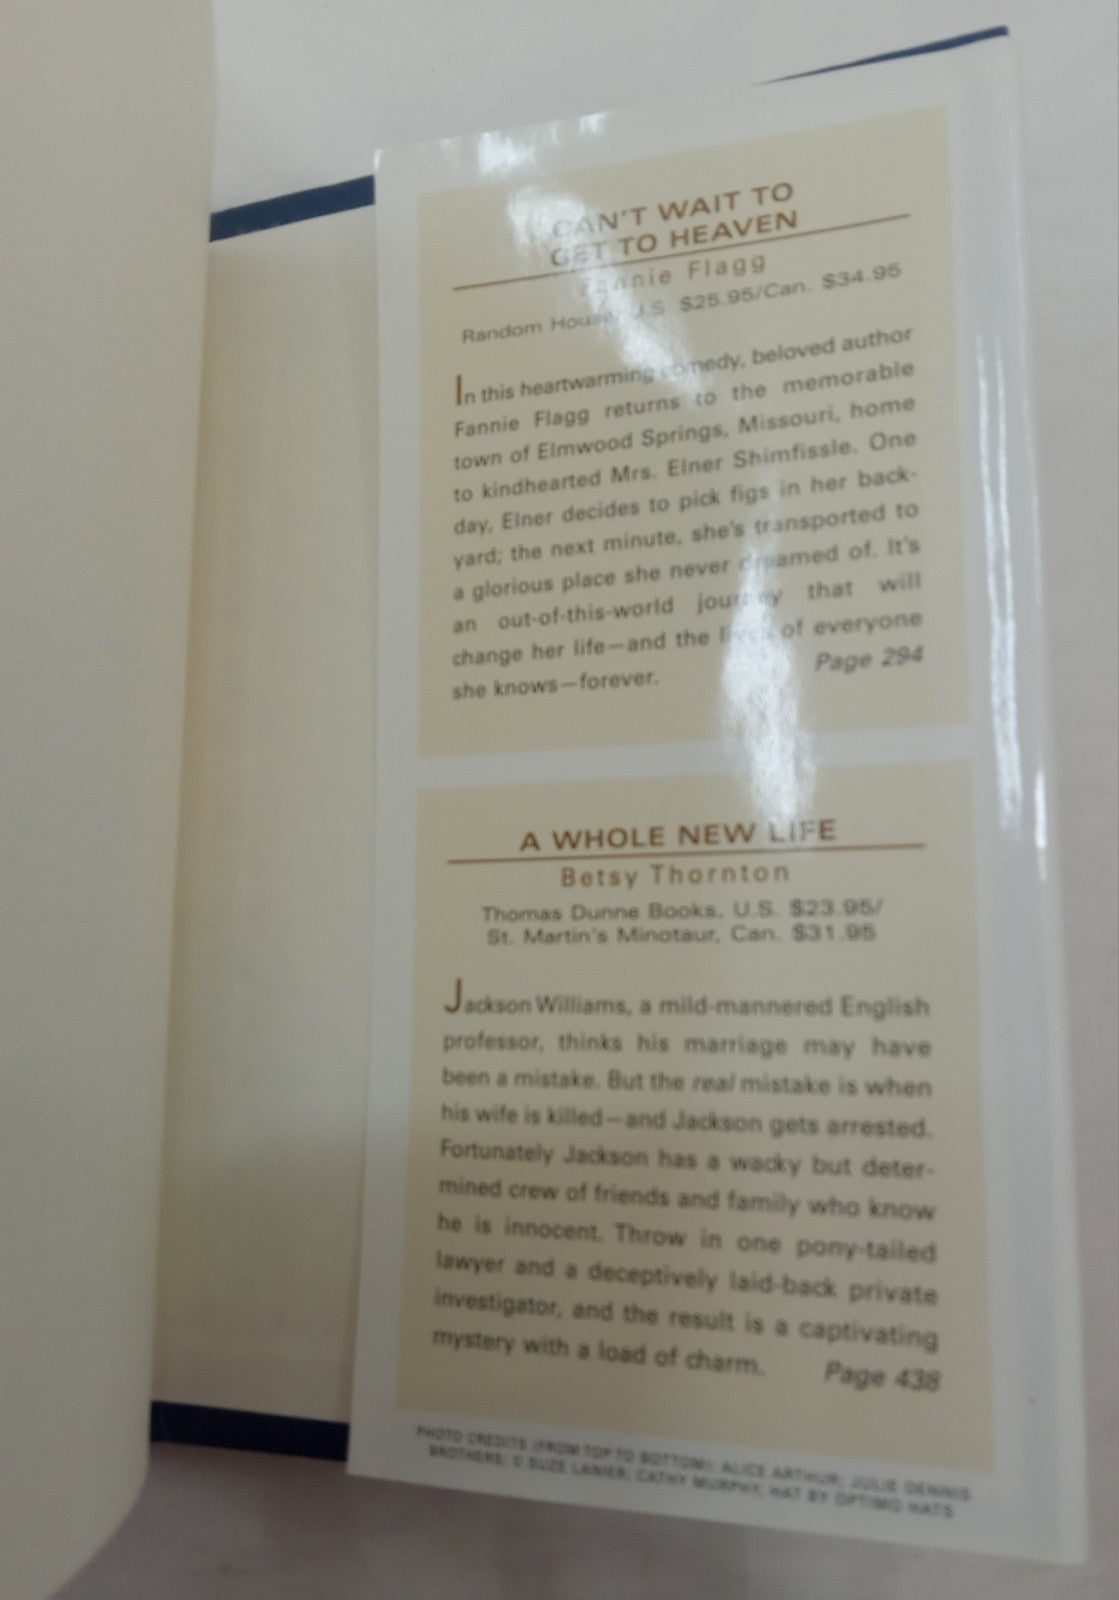 CAN'T WAIT TO
GET TO HEAVEN
Fannie Flagg
Random House, U.S. $25.95/Can. $34.95
In this heartwarming comedy, beloved author
Fannie Flagg returns to the memorable
town of Elmwood Springs, Missouri, home
to kindhearted Mrs. Elner Shimfissle. One
day, Elner decides to pick figs in her back-
yard; the next minute, she's transported to
a glorious place she never dreamed of. It's
an out-of-this-world journey that will
change her life—and the lives of everyone
she knows—forever. Page 294
A WHOLE NEW LIFE
Betsy Thornton
Thomas Dunne Books, U.S. $23.95/
St. Martin's Minotaur, Can. $31.95
Jackson Williams, a mild-mannered English
professor, thinks his marriage may have
been a mistake. But the real mistake is when
his wife is killed—and Jackson gets arrested.
Fortunately Jackson has a wacky but deter-
mined crew of friends and family who know
he is innocent. Throw in one pony-tailed
lawyer and a deceptively laid-back private
investigator, and the result is a captivating
mystery with a load of charm. Page 438
PHOTO CREDITS (FROM TOP TO BOTTOM): ALICE ARTHUR; JULIE DENNIS
BROTHERS; © SUZE LANIER; CATHY MURPHY, HAT BY OPTIMO HATS